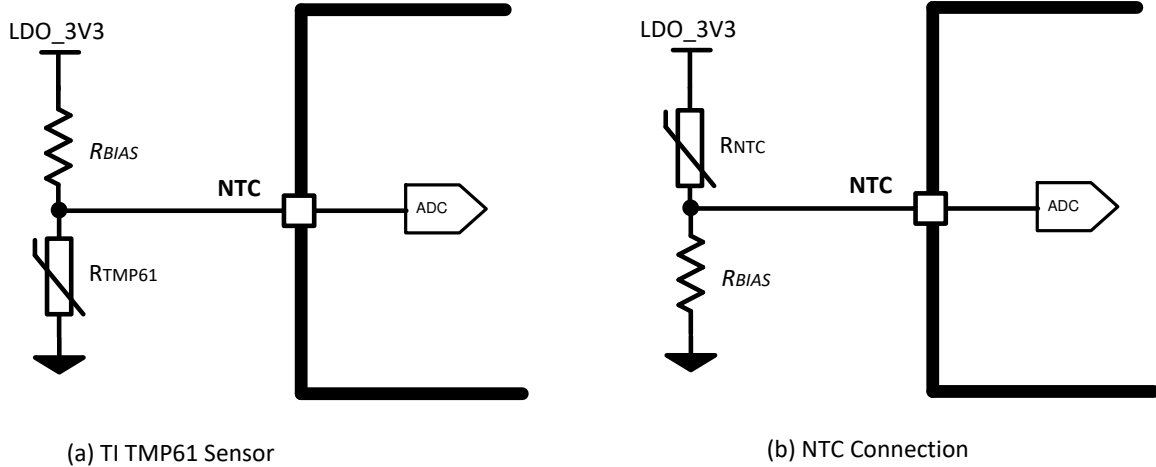 LDO_3V3
RBIAS
NTC
ADC
RTMP61
(a) TI TMP61 Sensor
LDO_3V3
RNTC
NTC
ADC
RBIAS
(b) NTC Connection